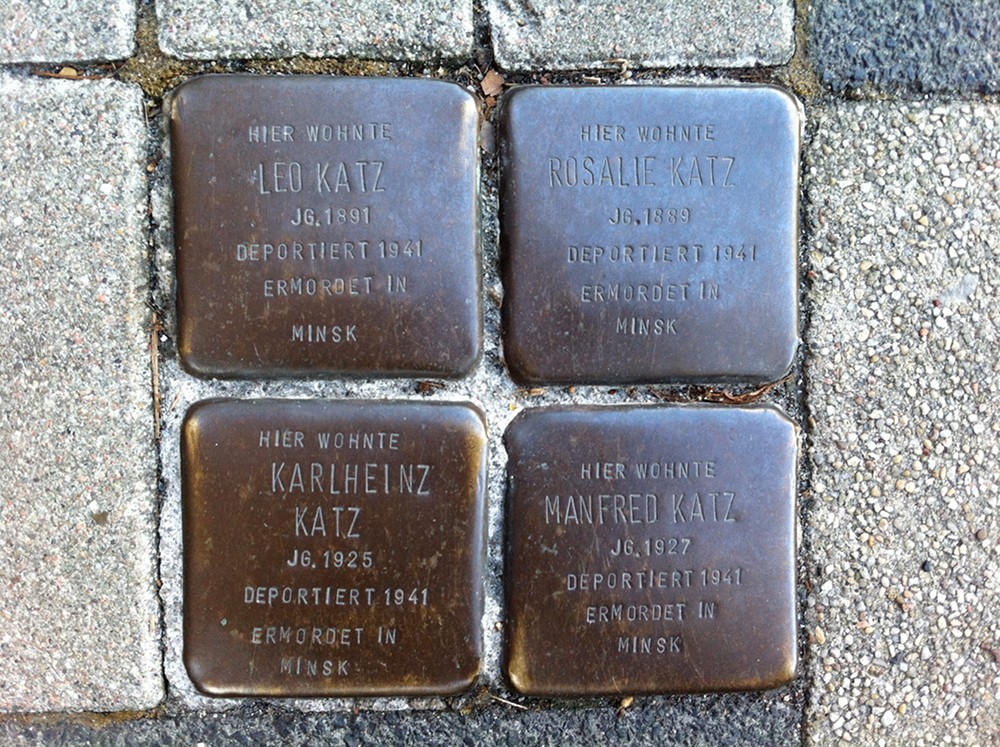 HIER WOHNTE
LEO KATZ
JG. 1891
DEPORTIERT 1941
ERMORDET IN
MINSK
HIER WOHNTE
ROSALIE KATZ
JG. 1889
DEPORTIERT 1941
ERMORDET IN
MINSK
HIER WOHNTE
KARLHEINZ
KATZ
JG. 1925
DEPORTIERT 1941
ERMORDET IN
MINSK
HIER WOHNTE
MANFRED KATZ
JG. 1927
DEPORTIERT 1941
ERMORDET IN
MINSK